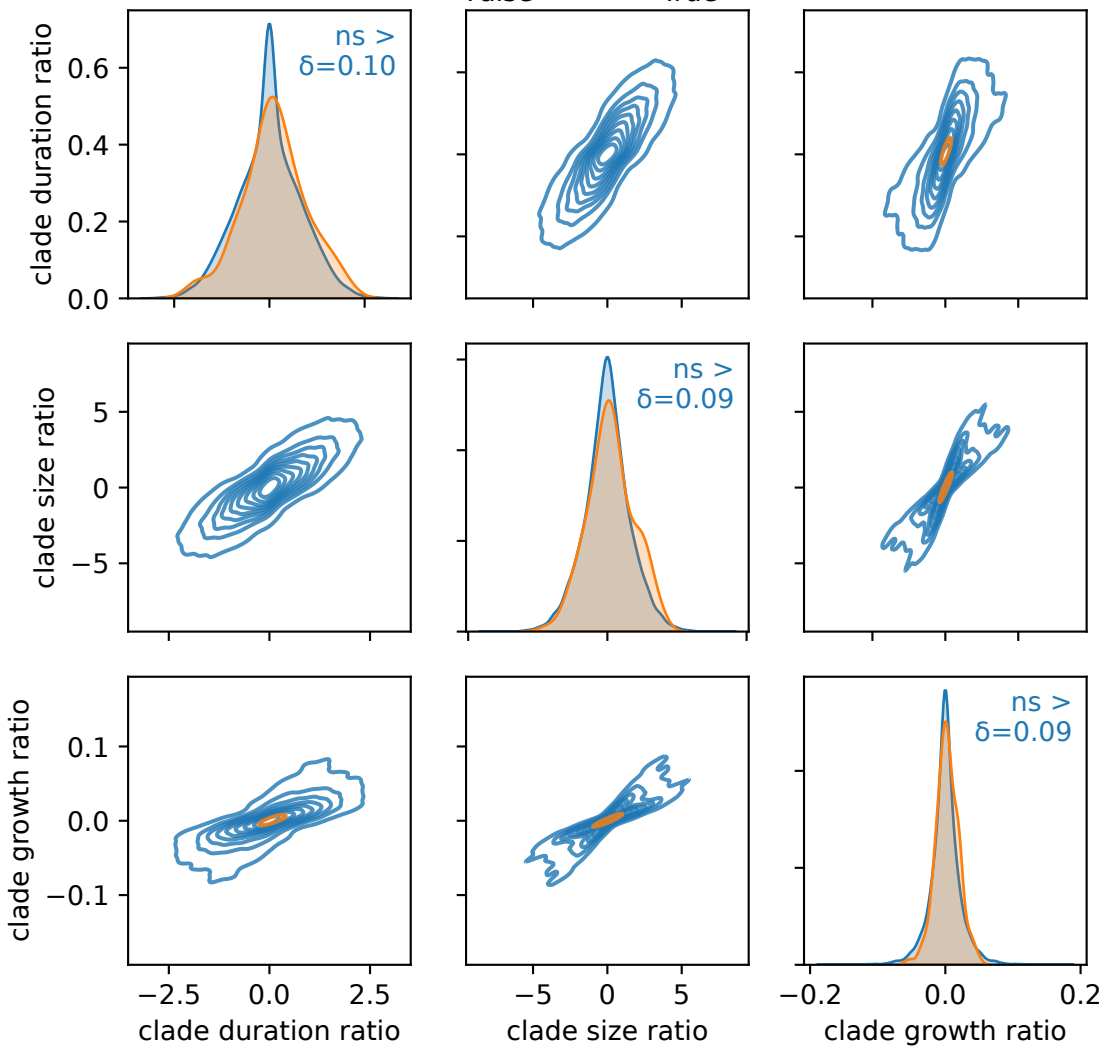 clade duration ratio
0.6
0.4
0.2
0.0
ns >
δ=0.10
clade size ratio
5
0
−5
ns >
δ=0.09
clade growth ratio
0.1
0.0
−0.1
ns >
δ=0.09
−2.5 0.0 2.5
−5 0 5
−0.2 0.0 0.2
clade duration ratio
clade size ratio
clade growth ratio